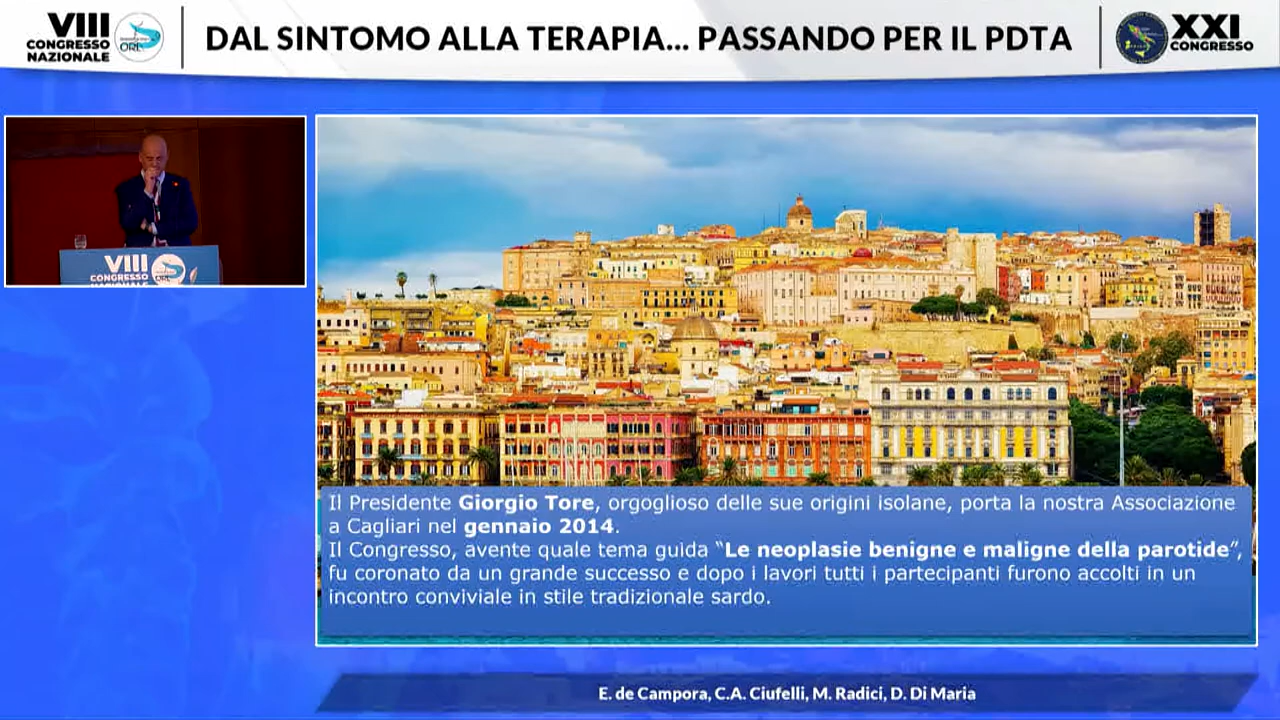 VIII
CONGRESSO
NAZIONALE
ORL
DAL SINTOMO ALLA TERAPIA... PASSANDO PER IL PDTA
XXI
CONGRESSO
VIII
CONGRESSO
NAZIONALE
ORL
Il Presidente Giorgio Tore, orgoglioso delle sue origini isolane, porta la nostra Associazione
a Cagliari nel gennaio 2014.
Il Congresso, avente quale tema guida “Le neoplasie benigne e maligne della parotide”,
fu coronato da un grande successo e dopo i lavori tutti i partecipanti furono accolti in un
incontro conviviale in stile tradizionale sardo.
E. de Campora, C.A. Ciufelli, M. Radici, D. Di Maria